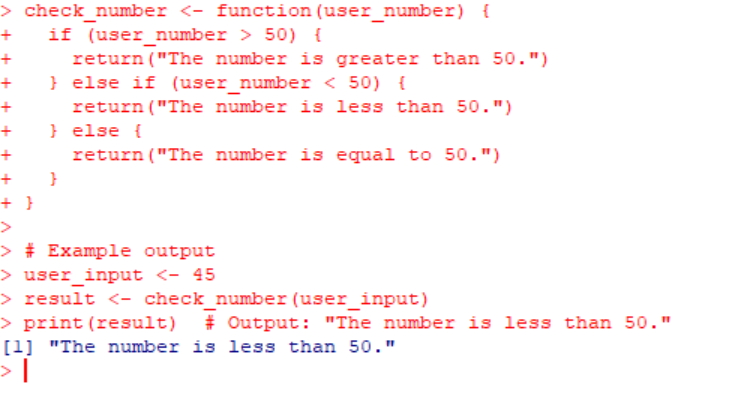 > check_number <- function(user_number) {
+   if (user_number > 50) {
+     return("The number is greater than 50.")
+   } else if (user_number < 50) {
+     return("The number is less than 50.")
+   } else {
+     return("The number is equal to 50.")
+   }
+ }
>
> # Example output
> user_input <- 45
> result <- check_number(user_input)
> print(result)  # Output: "The number is less than 50."
[1] "The number is less than 50."
>